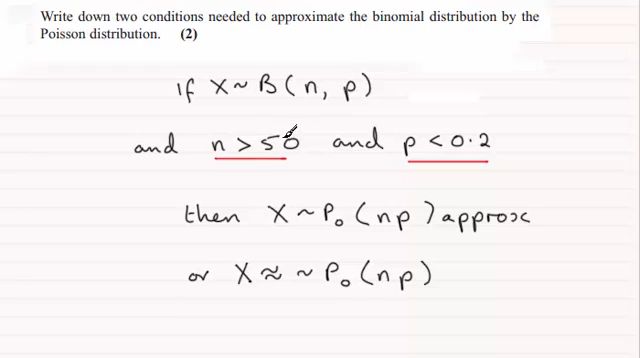 Write down two conditions needed to approximate the binomial distribution by the
Poisson distribution. (2)
If X ~ B(n, p)
and n > 50 and p < 0.2
then X ~ Po(np) approx
or X ≈ ~ Po(np)